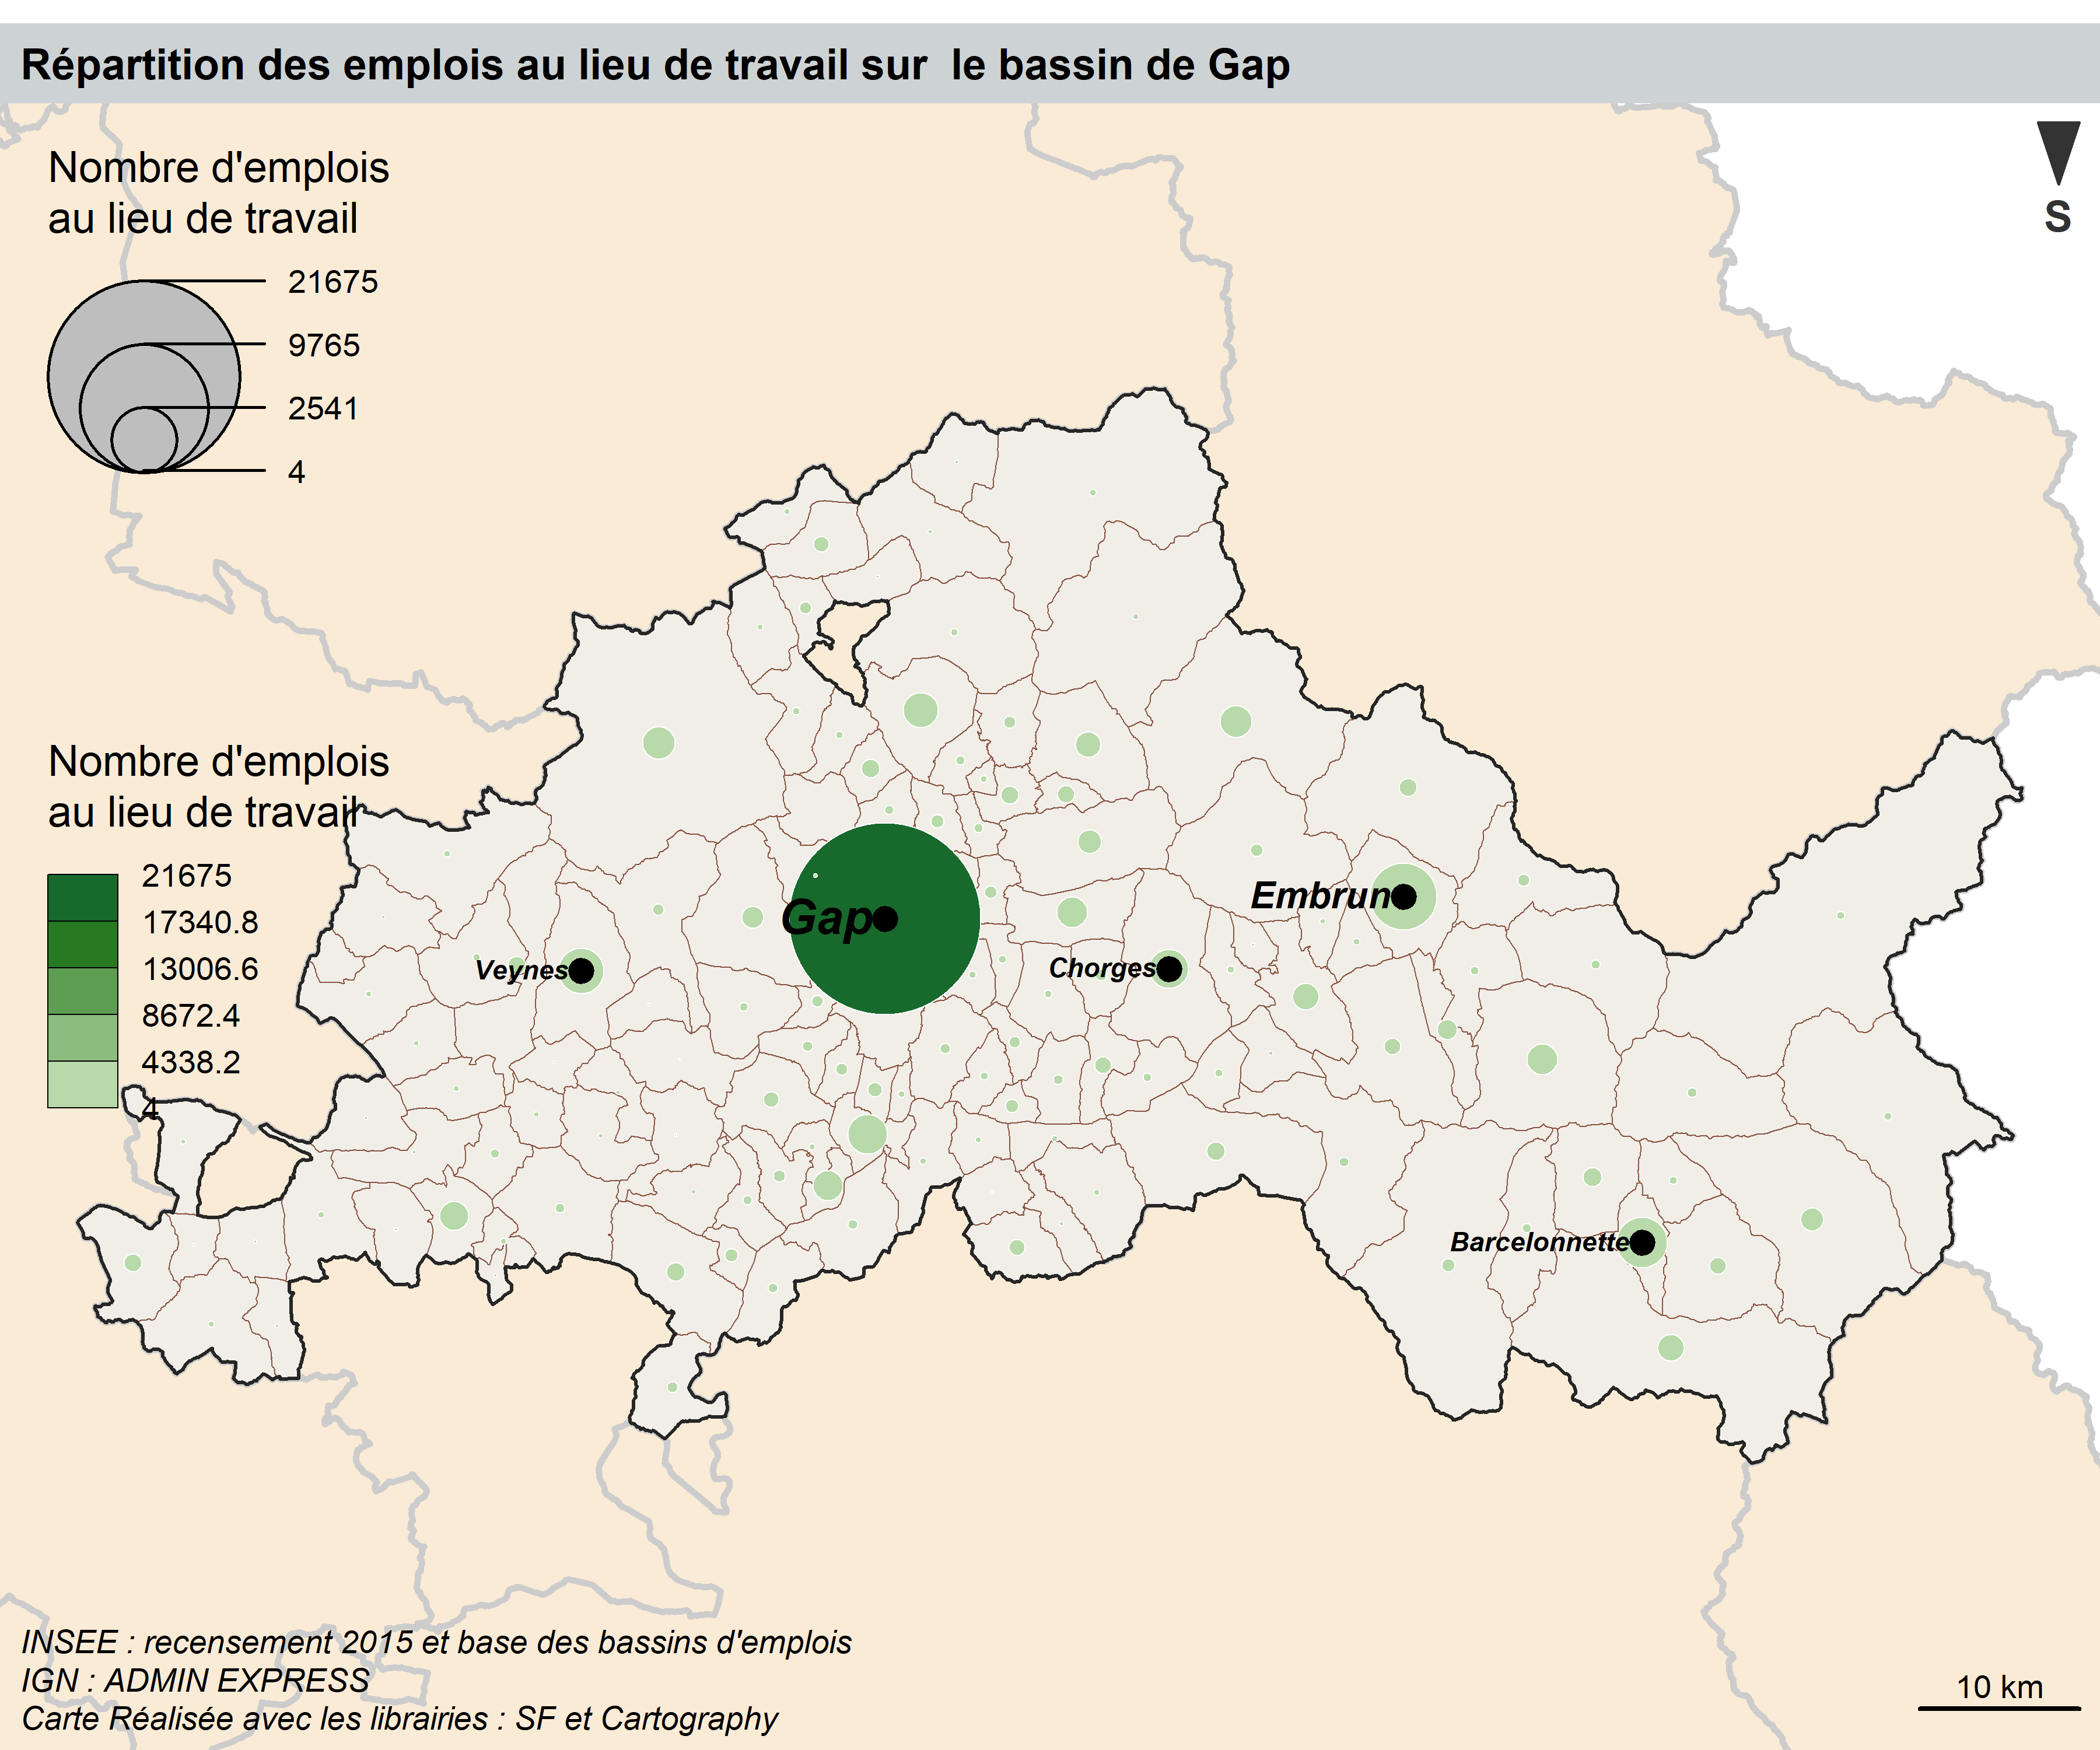 Répartition des emplois au lieu de travail sur  le bassin de Gap
Nombre d'emplois
au lieu de travail
21675
9765
2541
4
S
Nombre d'emplois
au lieu de travail
21675
17340.8
13006.6
8672.4
4338.2
4
Embrun
Gap
Veynes
Chorges
Barcelonnette
INSEE : recensement 2015 et base des bassins d'emplois
IGN : ADMIN EXPRESS
Carte Réalisée avec les librairies : SF et Cartography
10 km